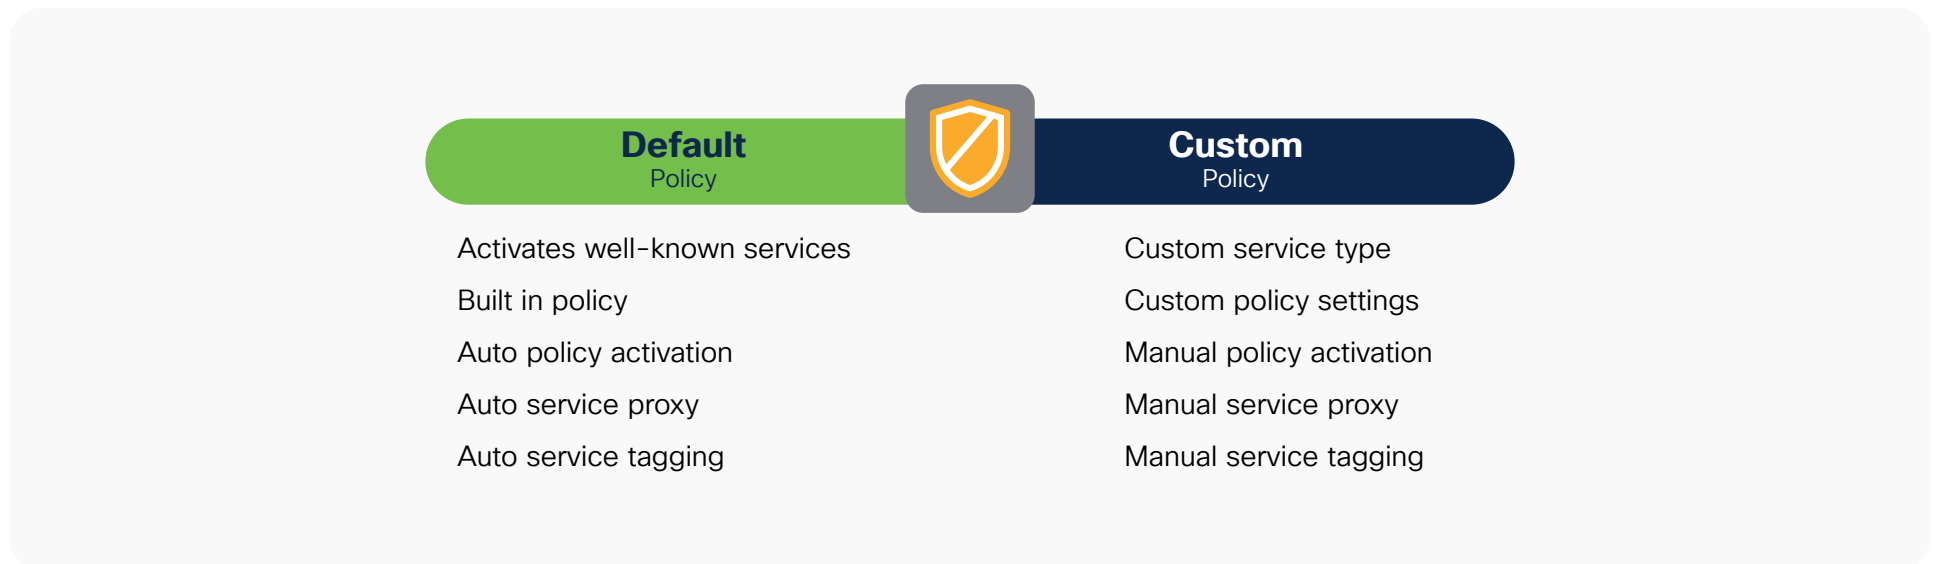 Default
Policy
Custom
Policy
Activates well-known services
Built in policy
Auto policy activation
Auto service proxy
Auto service tagging
Custom service type
Custom policy settings
Manual policy activation
Manual service proxy
Manual service tagging